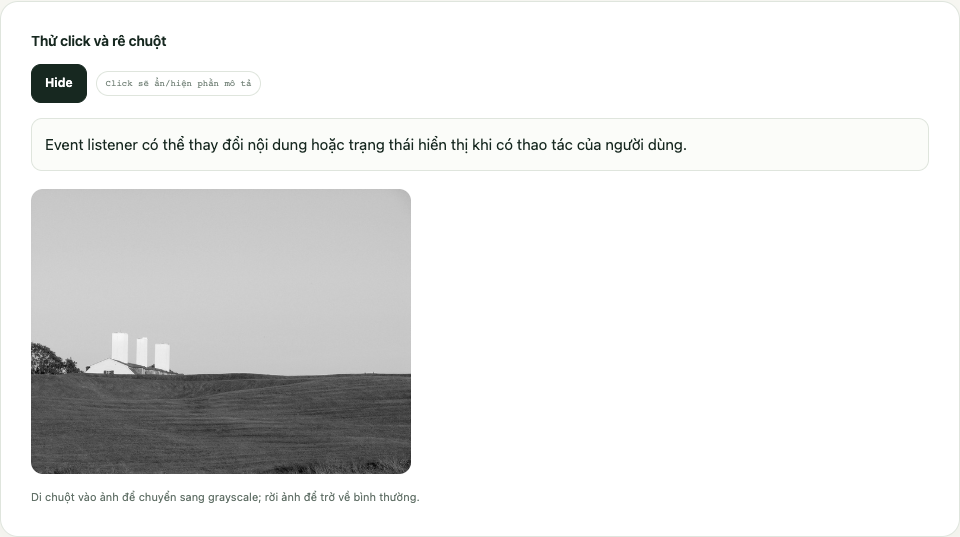 Thử click và rê chuột
Hide
Click sẽ ẩn/hiện phần mô tả
Event listener có thể thay đổi nội dung hoặc trạng thái hiển thị khi có thao tác của người dùng.
Di chuột vào ảnh để chuyển sang grayscale; rời ảnh để trở về bình thường.